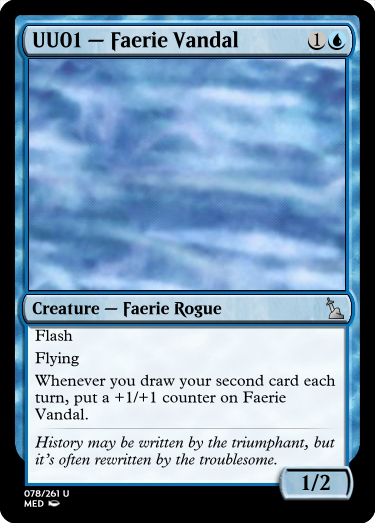 UU01 — Faerie Vandal 1
Creature — Faerie Rogue
Flash
Flying
Whenever you draw your second card each
turn, put a +1/+1 counter on Faerie
Vandal.
History may be written by the triumphant, but
it's often rewritten by the troublesome.
1/2
078/261 U
MED